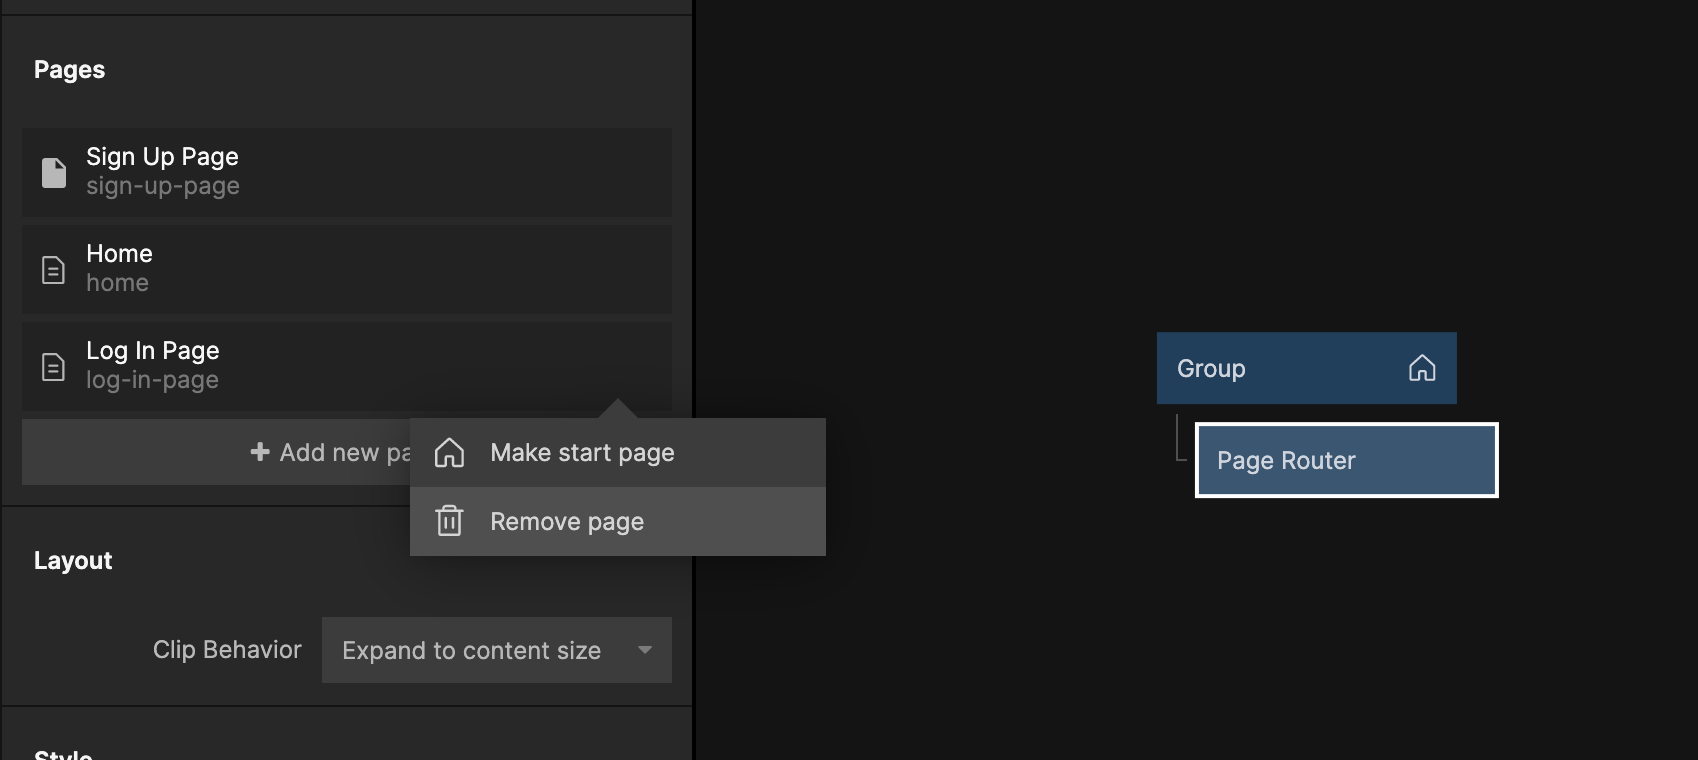 Pages
Sign Up Page
sign-up-page
Home
home
Log In Page
log-in-page
Add new pa
Make start page
Remove page
Layout
Clip Behavior
Expand to content size
Style
Group
Page Router